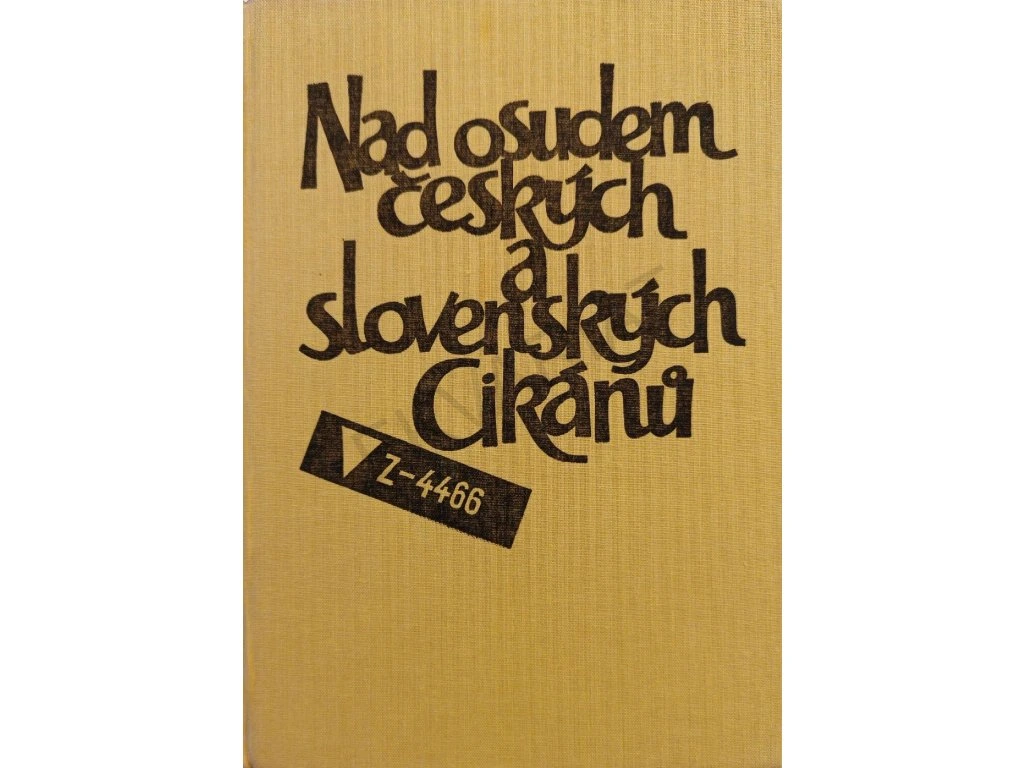 Nad osudem
českých
a
slovenských
Cikánů
Z-4466